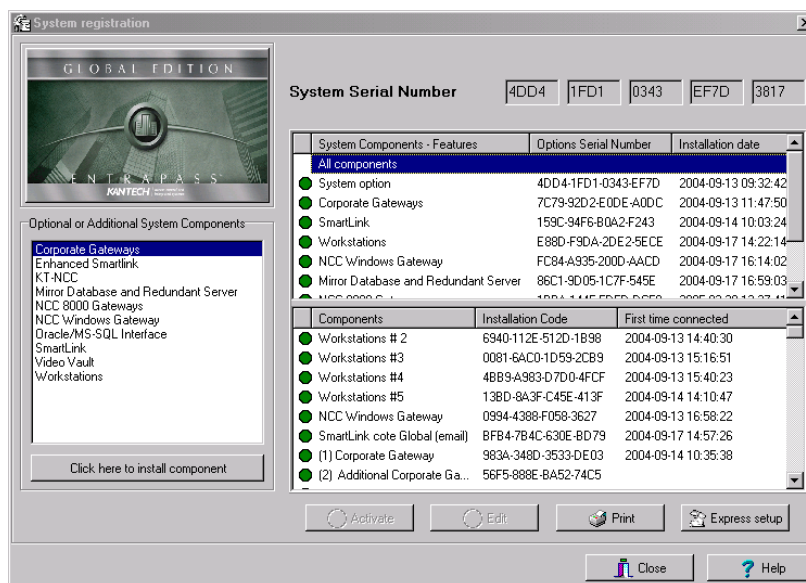 System registration
GLOBAL EDITION
ENTRAPASS
KANTECH
System Serial Number 4DD4 1FD1 0343 EF7D 3817
System Components - Features Options Serial Number Installation date
All components
System option 4DD4-1FD1-0343-EF7D 2004-09-13 09:32:42
Corporate Gateways 7C79-92D2-E0DE-A0DC 2004-09-13 11:47:50
SmartLink 159C-94F6-B0A2-F243 2004-09-14 10:03:24
Workstations E88D-F9DA-2DE2-5ECE 2004-09-17 14:22:14
NCC Windows Gateway FC84-A935-200D-AACD 2004-09-17 16:14:02
Mirror Database and Redundant Server 86C1-9D05-1C7F-545E 2004-09-17 16:59:03
Optional or Additional System Components
Corporate Gateways
Enhanced Smartlink
KT-NCC
Mirror Database and Redundant Server
NCC 8000 Gateways
NCC Windows Gateway
Oracle/MS-SQL Interface
SmartLink
Video Vault
Workstations
Click here to install component
Components Installation Code First time connected
Workstations # 2 6940-112E-512D-1B98 2004-09-13 14:40:30
Workstations #3 0081-6AC0-1D59-2CB9 2004-09-13 15:16:51
Workstations #4 4BB9-A983-D7D0-4FCF 2004-09-13 15:40:23
Workstations #5 13BD-8A3F-C45E-413F 2004-09-14 14:10:47
NCC Windows Gateway 0994-4388-F058-3627 2004-09-13 16:58:22
SmartLink cote Global (email) BFB4-7B4C-630E-BD79 2004-09-17 14:57:26
(1) Corporate Gateway 983A-348D-3533-DE03 2004-09-14 10:35:38
(2) Additional Corporate Ga... 56F5-888E-BA52-74C5
Activate Edit Print Express setup
Close Help